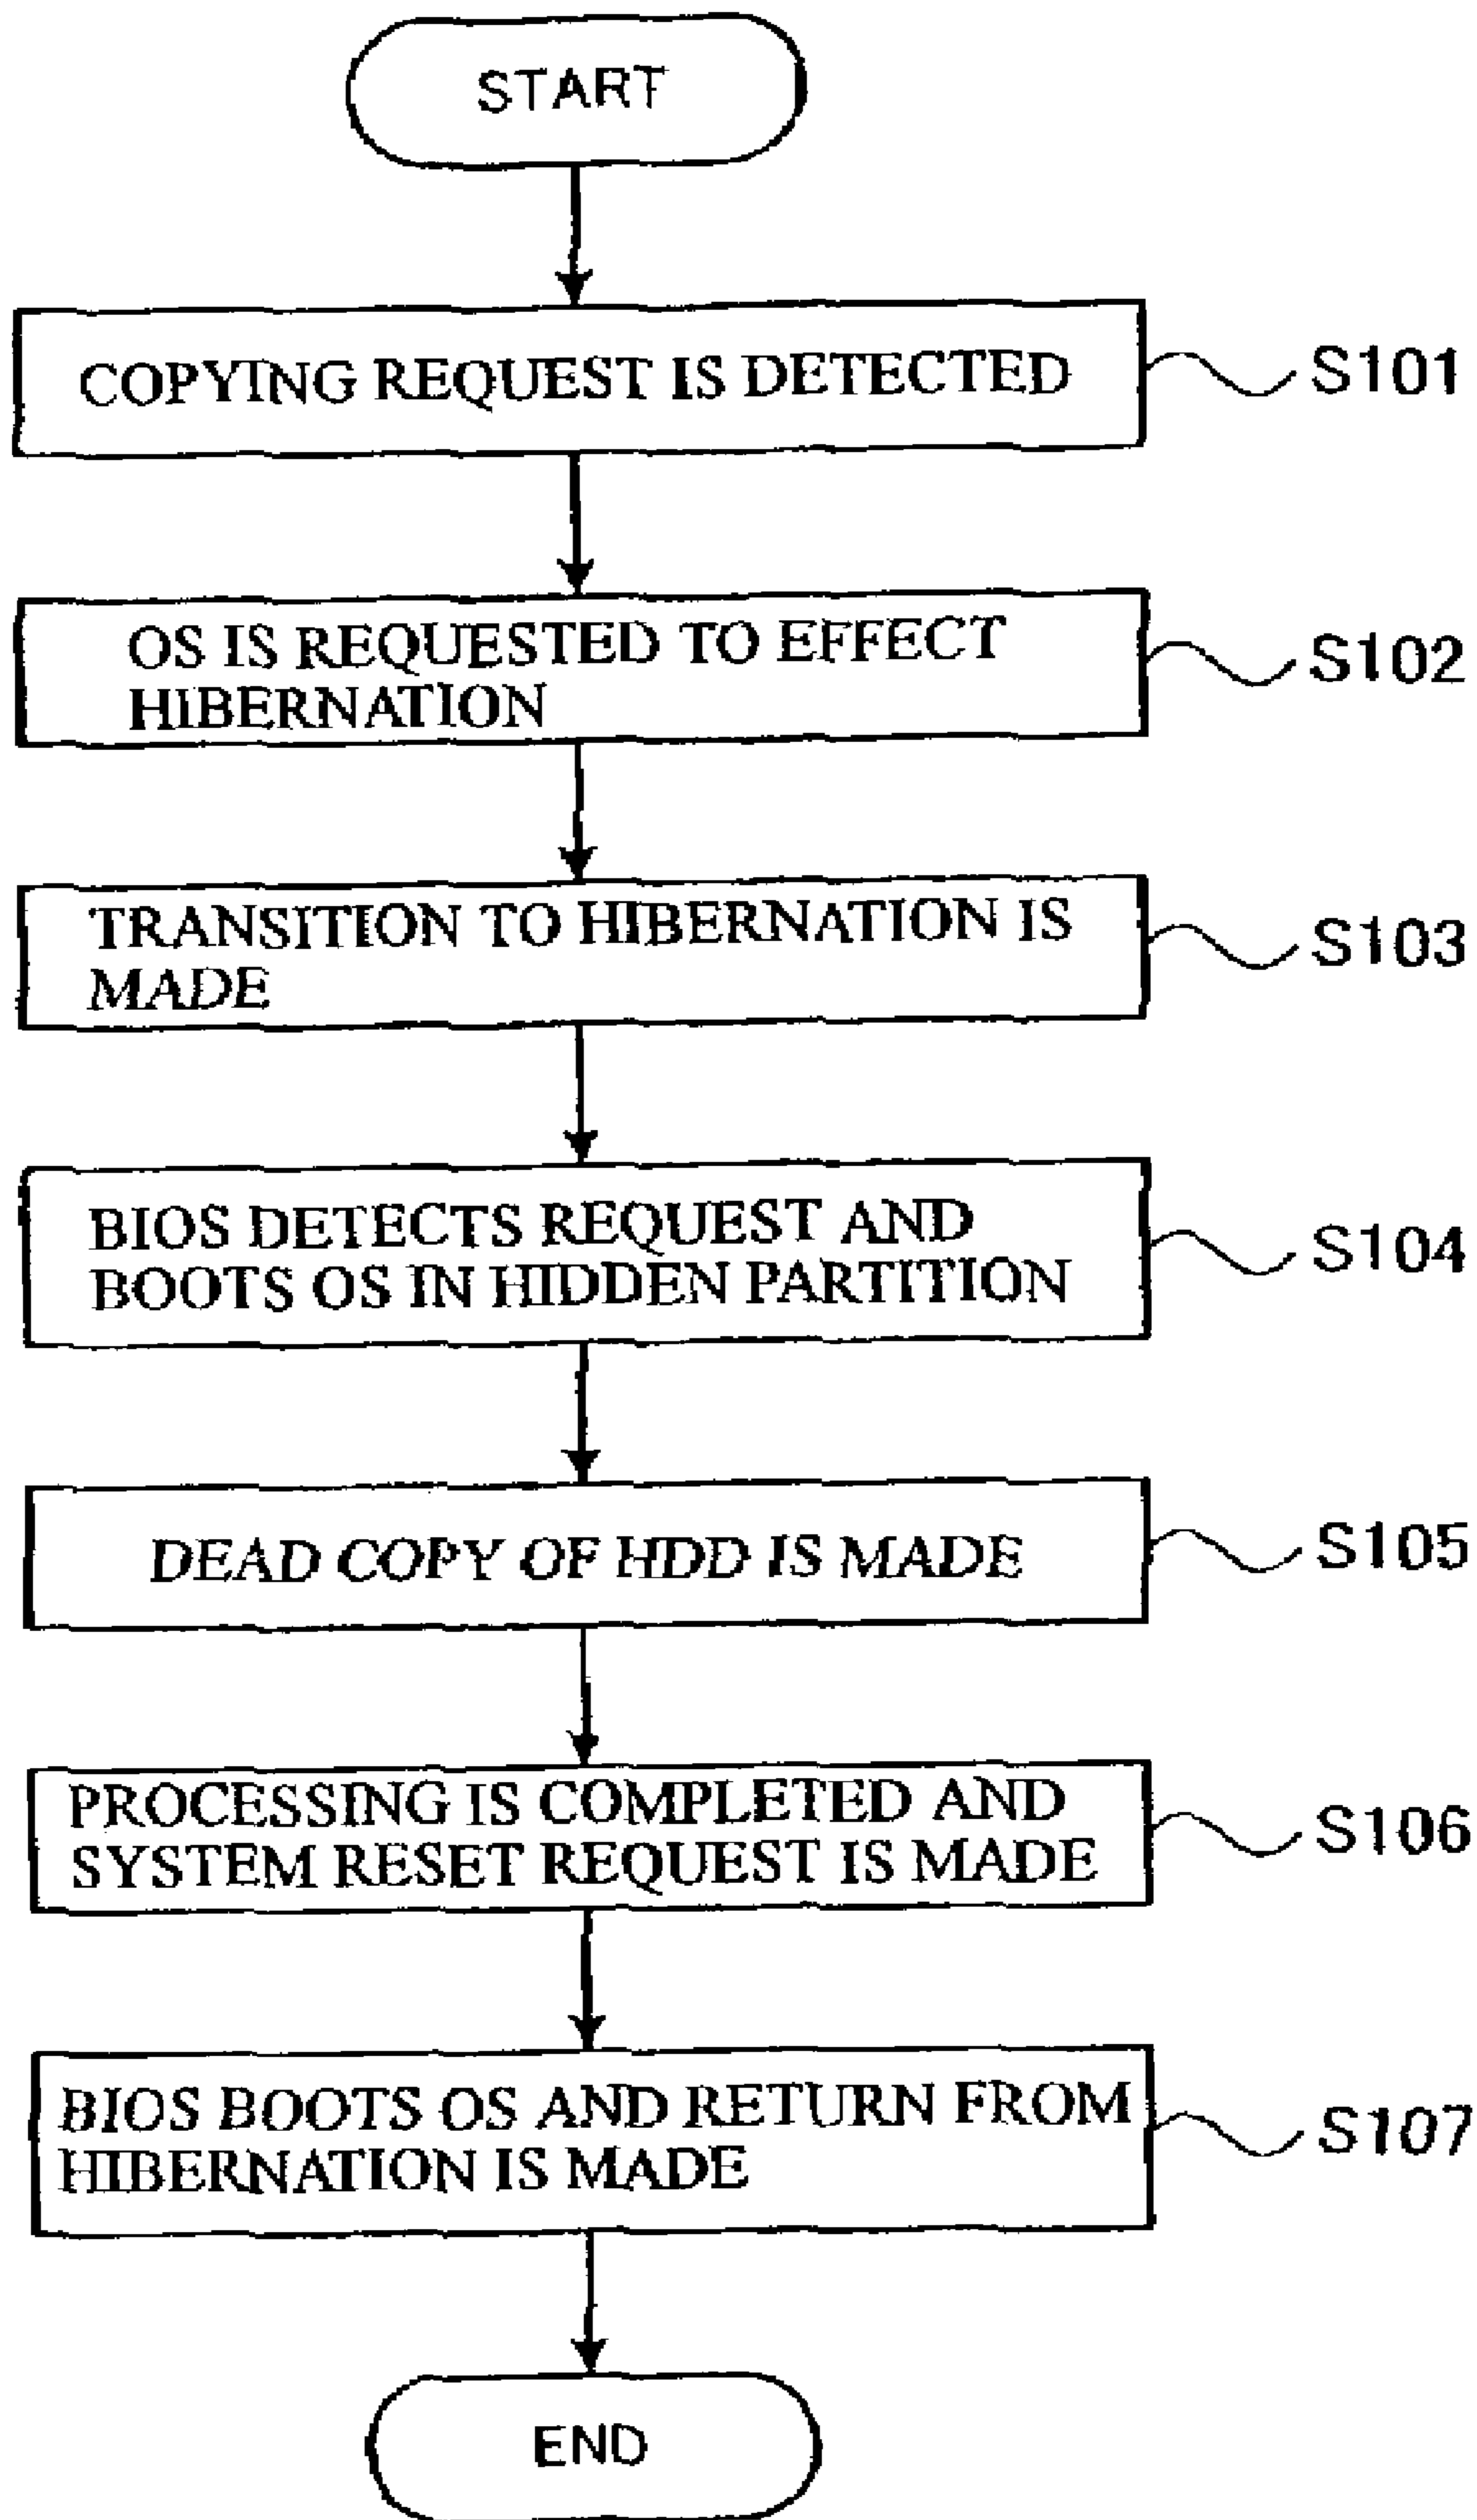 START
COPYING REQUEST IS DETECTED
S101
OS IS REQUESTED TO EFFECT
HIBERNATION
S102
TRANSITION TO HIBERNATION IS
MADE
S103
BIOS DETECTS REQUEST AND
BOOTS OS IN HIDDEN PARTITION
S104
DEAD COPY OF HDD IS MADE
S105
PROCESSING IS COMPLETED AND
SYSTEM RESET REQUEST IS MADE
S106
BIOS BOOTS OS AND RETURN FROM
HIBERNATION IS MADE
S107
END